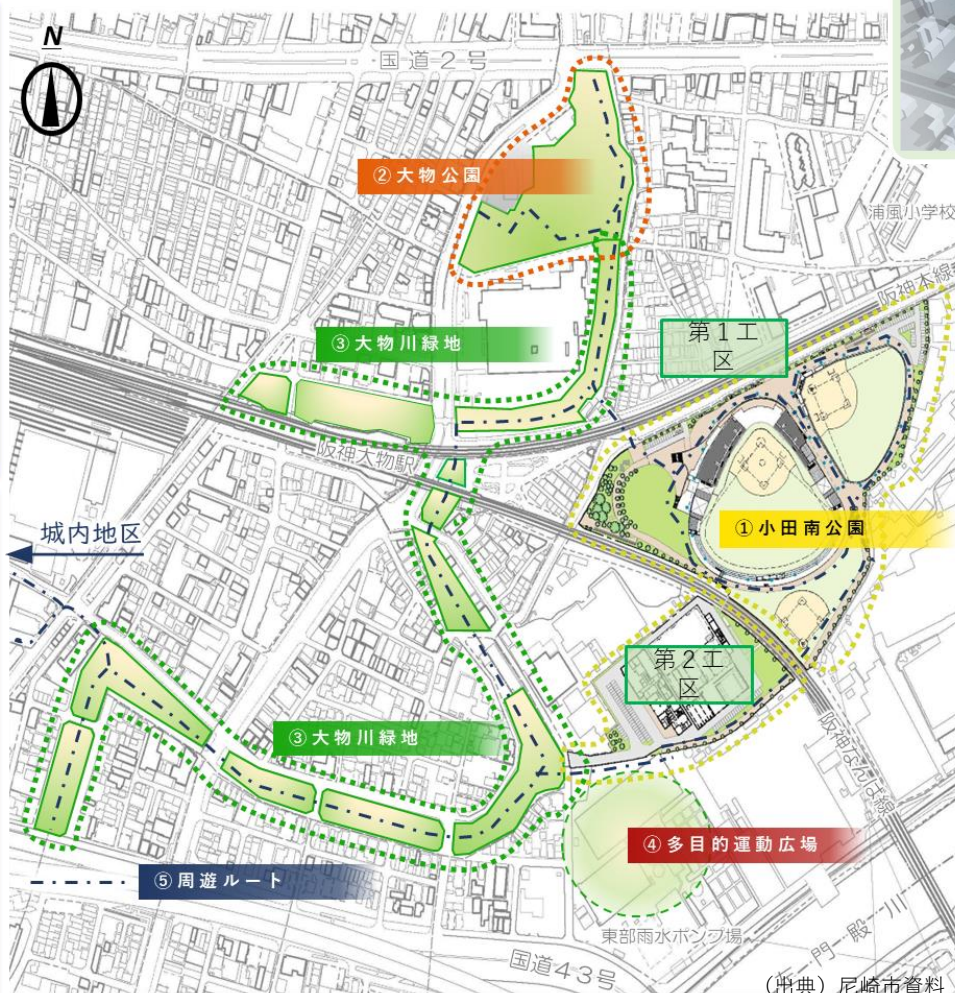 N
国道2号
②大物公園
浦風小学校
阪神本線
③大物川緑地
第1工
区
阪神大物駅
①小田南公園
城内地区
第2工
区
③大物川緑地
阪神なんば線
④多目的運動広場
⑤周遊ルート
東部雨水ポンプ場
門殿川
国道43号
(出典)尼崎市資料